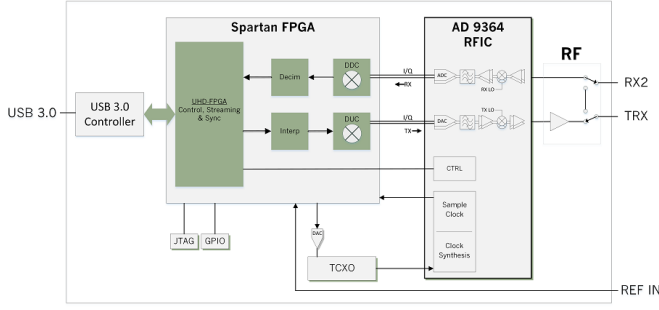 Spartan FPGA
AD 9364
RFIC
RF
UHD-FPGA
Control, Streaming
& Sync
Decim
DDC
I/Q
RX
ADC
RX LO
RX2
USB 3.0
USB 3.0
Controller
Interp
DUC
I/Q
TX
DAC
TX LO
TRX
CTRL
Sample
Clock
Clock
Synthesis
JTAG
GPIO
DAC
TCXO
REF IN